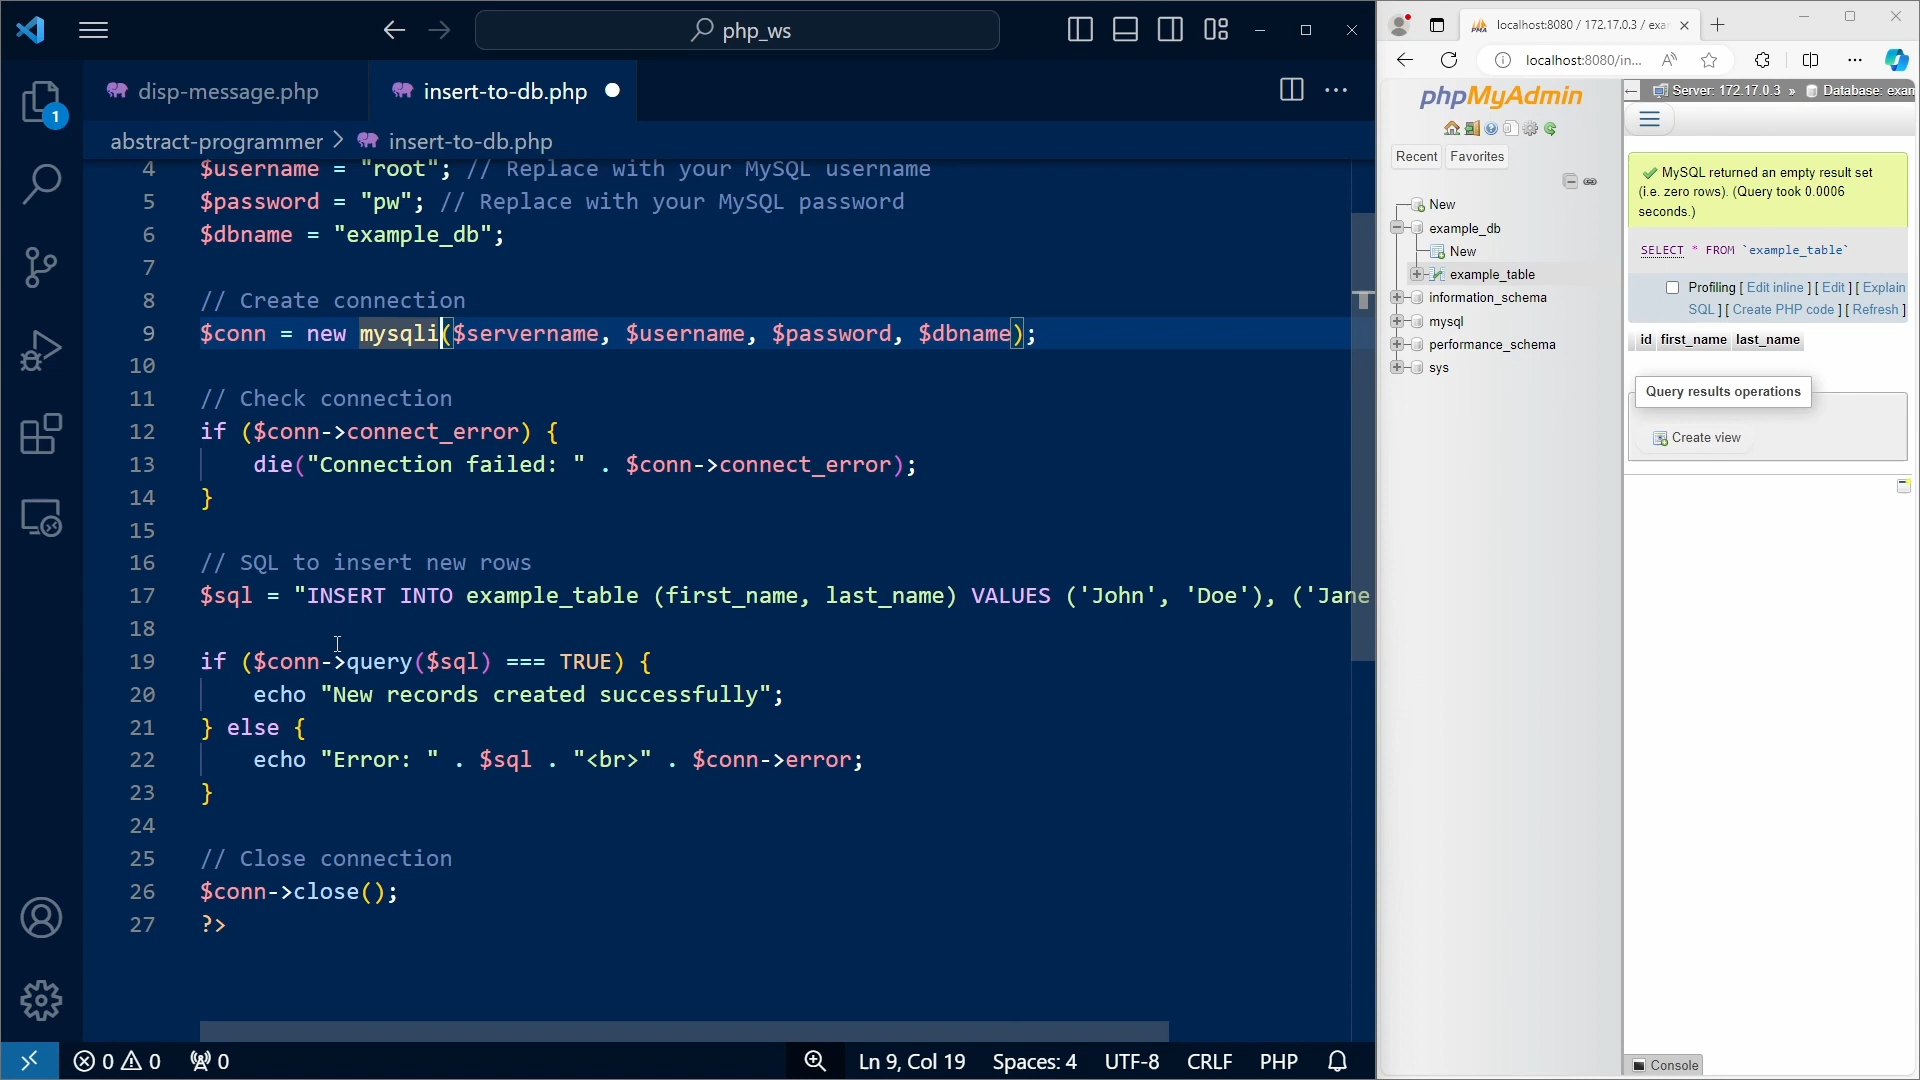 php_ws
disp-message.php
insert-to-db.php
abstract-programmer > insert-to-db.php
1
4 $username = "root"; // Replace with your MySQL username
5 $password = "pw"; // Replace with your MySQL password
6 $dbname = "example_db";
7
8 // Create connection
9 $conn = new mysqli($servername, $username, $password, $dbname);
10
11 // Check connection
12 if ($conn->connect_error) {
13 die("Connection failed: " . $conn->connect_error);
14 }
15
16 // SQL to insert new rows
17 $sql = "INSERT INTO example_table (first_name, last_name) VALUES ('John', 'Doe'), ('Jane
18
19 if ($conn->query($sql) === TRUE) {
20 echo "New records created successfully";
21 } else {
22 echo "Error: " . $sql . "<br>" . $conn->error;
23 }
24
25 // Close connection
26 $conn->close();
27 ?>
0 0 0
Ln 9, Col 19 Spaces: 4 UTF-8 CRLF PHP
PMA localhost:8080 / 172.17.0.3 / exa
localhost:8080/in...
phpMyAdmin
Recent Favorites
New
example_db
New
example_table
information_schema
mysql
performance_schema
sys
Server: 172.17.0.3 » Database: exam
MySQL returned an empty result set
(i.e. zero rows). (Query took 0.0006
seconds.)
SELECT * FROM `example_table`
Profiling [ Edit inline ] [ Edit ] [ Explain
SQL ] [ Create PHP code ] [ Refresh ]
id first_name last_name
Query results operations
Create view
Console